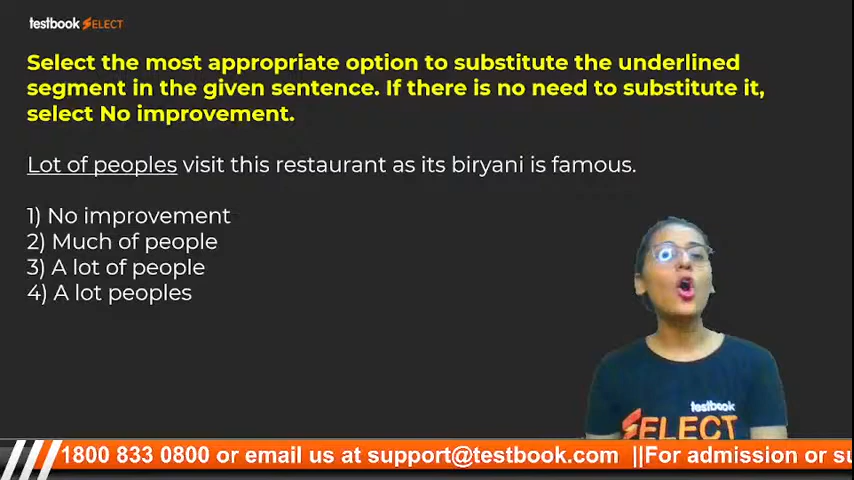 testbook SELECT
Select the most appropriate option to substitute the underlined
segment in the given sentence. If there is no need to substitute it,
select No improvement.
Lot of peoples visit this restaurant as its biryani is famous.
1) No improvement
2) Much of people
3) A lot of people
4) A lot peoples
testbook
SELECT
1800 833 0800 or email us at support@testbook.com ||For admission or su